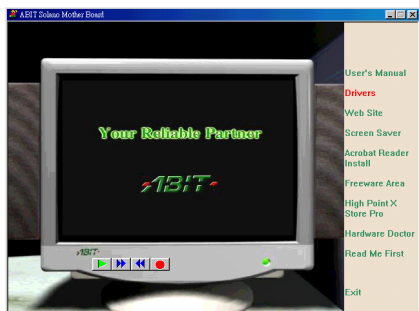 ABIT Solano Mother Board
Your Reliable Partner
ABIT
ABIT
User's Manual
Drivers
Web Site
Screen Saver
Acrobat Reader
Install
Freeware Area
High Point X
Store Pro
Hardware Doctor
Read Me First
Exit